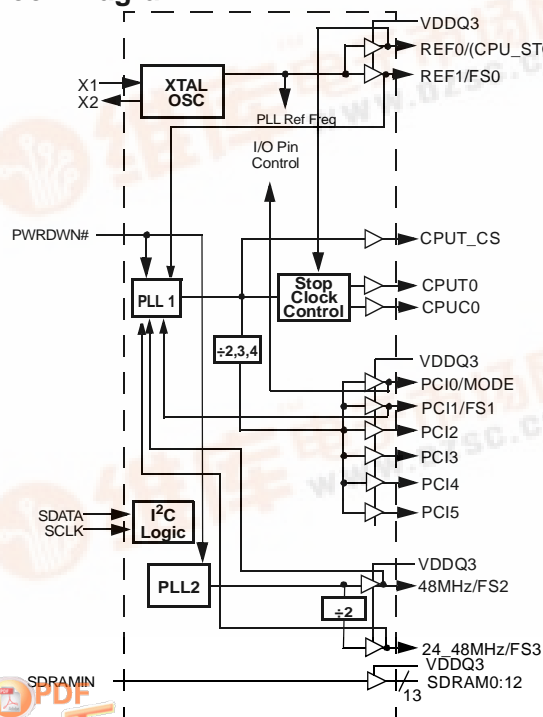 VDDQ3
REF0/(CPU_STO
REF1/FS0
X1
X2
XTAL
OSC
PLL Ref Freq
I/O Pin
Control
PWRDWN#
CPUT_CS
PLL 1
Stop
Clock
Control
CPUT0
CPUC0
÷2,3,4
VDDQ3
PCI0/MODE
PCI1/FS1
PCI2
PCI3
PCI4
PCI5
SDATA
SCLK
I2C
Logic
VDDQ3
48MHz/FS2
PLL2
÷2
24_48MHz/FS3
VDDQ3
SDRAMIN
SDRAM0:12
13
PDF